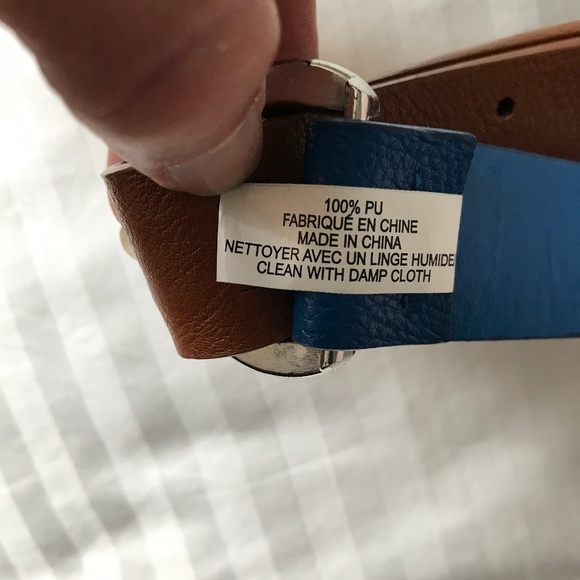 100% PU
FABRIQUÉ EN CHINE
MADE IN CHINA
NETTOYER AVEC UN LINGE HUMIDE
CLEAN WITH DAMP CLOTH